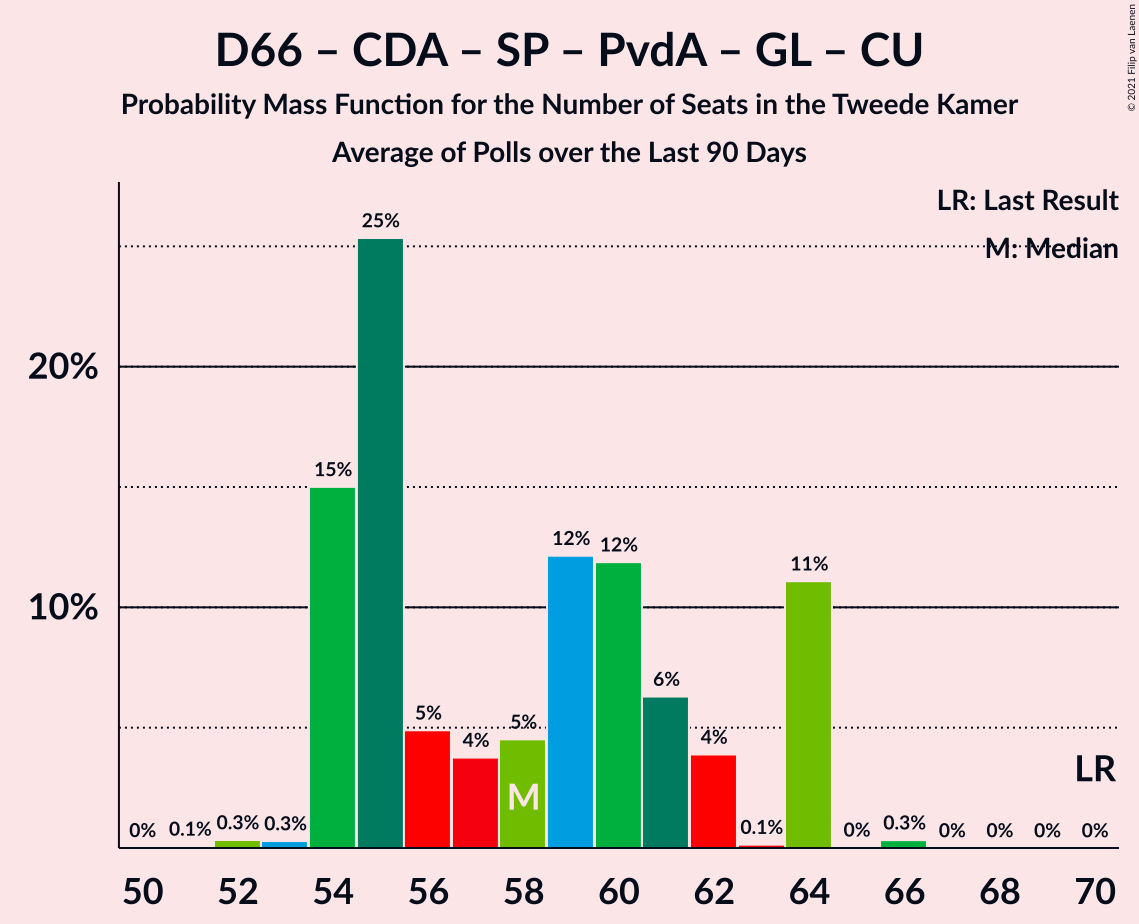 D66 – CDA – SP – PvdA – GL – CU
Probability Mass Function for the Number of Seats in the Tweede Kamer
Average of Polls over the Last 90 Days
© 2021 Filip van Laenen
LR: Last Result
M: Median
20%
10%
0%
0.1%
0.3%
0.3%
15%
25%
5%
4%
5%
12%
12%
6%
4%
0.1%
11%
0%
0.3%
0%
0%
0%
0%
M
LR
50 52 54 56 58 60 62 64 66 68 70